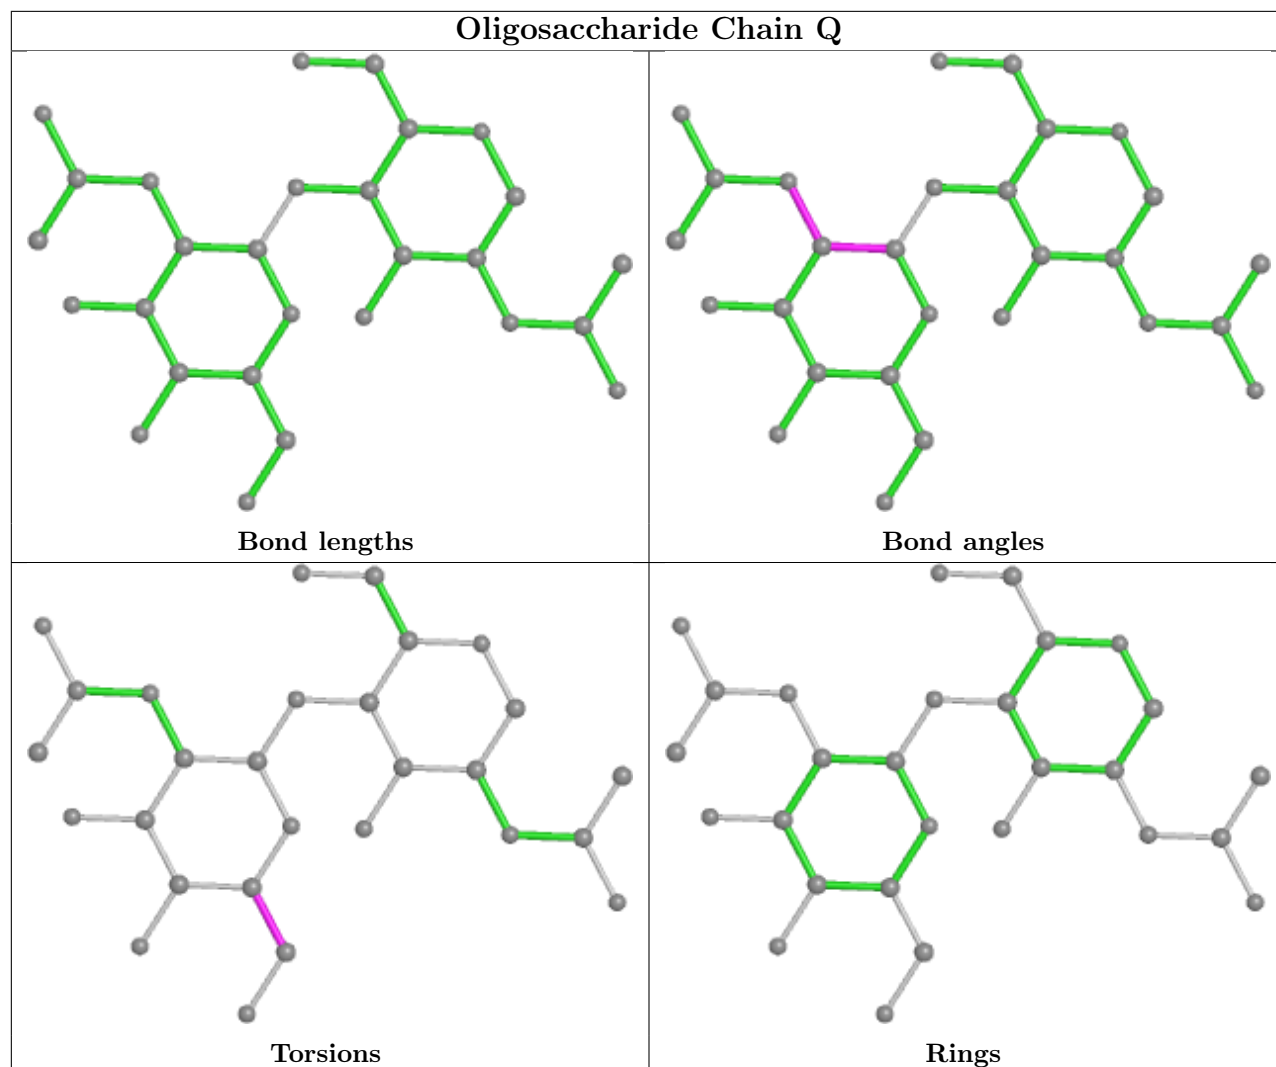 Oligosaccharide Chain Q
Bond lengths
Bond angles
Torsions
Rings